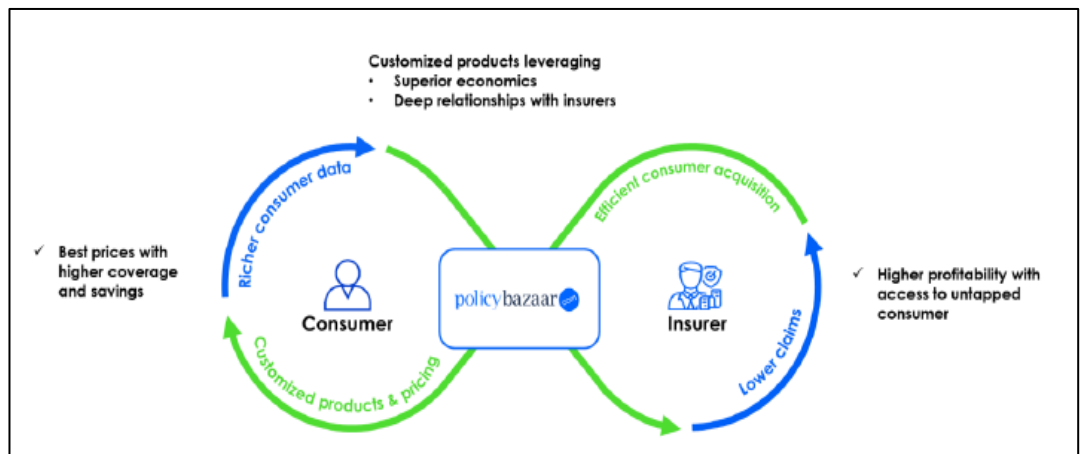 Customized products leveraging
• Superior economics
• Deep relationships with insurers
Richer consumer data
Efficient consumer acquisition
✓ Best prices with
higher coverage
and savings
Consumer
policybazaar.com
Insurer
✓ Higher profitability with
access to untapped
consumer
Customized products & pricing
Lower claims